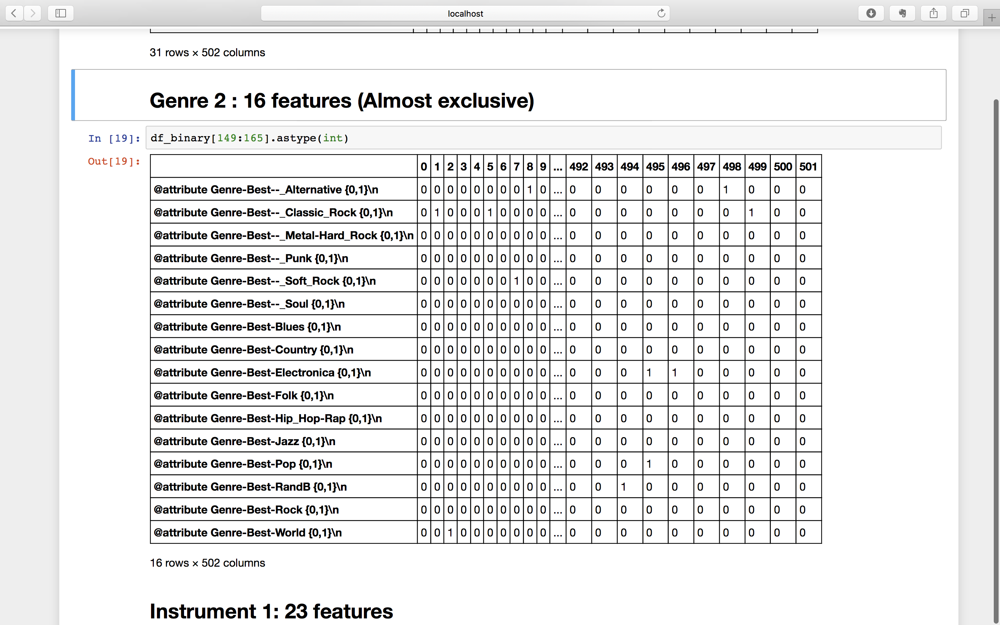 localhost
31 rows × 502 columns
Genre 2 : 16 features (Almost exclusive)
In [19]: df_binary[149:165].astype(int)
Out[19]:
0 1 2 3 4 5 6 7 8 9 ... 492 493 494 495 496 497 498 499 500 501
@attribute Genre-Best--_Alternative {0,1}\n 0 0 0 0 0 0 0 0 1 0 ... 0 0 0 0 0 0 1 0 0 0
@attribute Genre-Best--_Classic_Rock {0,1}\n 0 1 0 0 0 1 0 0 0 0 ... 0 0 0 0 0 0 0 1 0 0
@attribute Genre-Best--_Metal-Hard_Rock {0,1}\n 0 0 0 0 0 0 0 0 0 0 ... 0 0 0 0 0 0 0 0 0 0
@attribute Genre-Best--_Punk {0,1}\n 0 0 0 0 0 0 0 0 0 0 ... 0 0 0 0 0 0 0 0 0 0
@attribute Genre-Best--_Soft_Rock {0,1}\n 0 0 0 0 0 0 0 1 0 0 ... 0 0 0 0 0 0 0 0 0 0
@attribute Genre-Best--_Soul {0,1}\n 0 0 0 0 0 0 0 0 0 0 ... 0 0 0 0 0 0 0 0 0 0
@attribute Genre-Best-Blues {0,1}\n 0 0 0 0 0 0 0 0 0 0 ... 0 0 0 0 0 0 0 0 0 0
@attribute Genre-Best-Country {0,1}\n 0 0 0 0 0 0 0 0 0 0 ... 0 0 0 0 0 0 0 0 0 0
@attribute Genre-Best-Electronica {0,1}\n 0 0 0 0 0 0 0 0 0 0 ... 0 0 0 1 1 0 0 0 0 0
@attribute Genre-Best-Folk {0,1}\n 0 0 0 0 0 0 0 0 0 0 ... 0 0 0 0 0 0 0 0 0 0
@attribute Genre-Best-Hip_Hop-Rap {0,1}\n 0 0 0 0 0 0 0 0 0 0 ... 0 0 0 0 0 0 0 0 0 0
@attribute Genre-Best-Jazz {0,1}\n 0 0 0 0 0 0 0 0 0 0 ... 0 0 0 0 0 0 0 0 0 0
@attribute Genre-Best-Pop {0,1}\n 0 0 0 0 0 0 0 0 0 0 ... 0 0 0 1 0 0 0 0 0 0
@attribute Genre-Best-RandB {0,1}\n 0 0 0 0 0 0 0 0 0 0 ... 0 0 1 0 0 0 0 0 0 0
@attribute Genre-Best-Rock {0,1}\n 0 0 0 0 0 0 0 0 0 0 ... 0 0 0 0 0 0 0 0 0 0
@attribute Genre-Best-World {0,1}\n 0 0 1 0 0 0 0 0 0 0 ... 0 0 0 0 0 0 0 0 0 0
16 rows × 502 columns
Instrument 1: 23 features